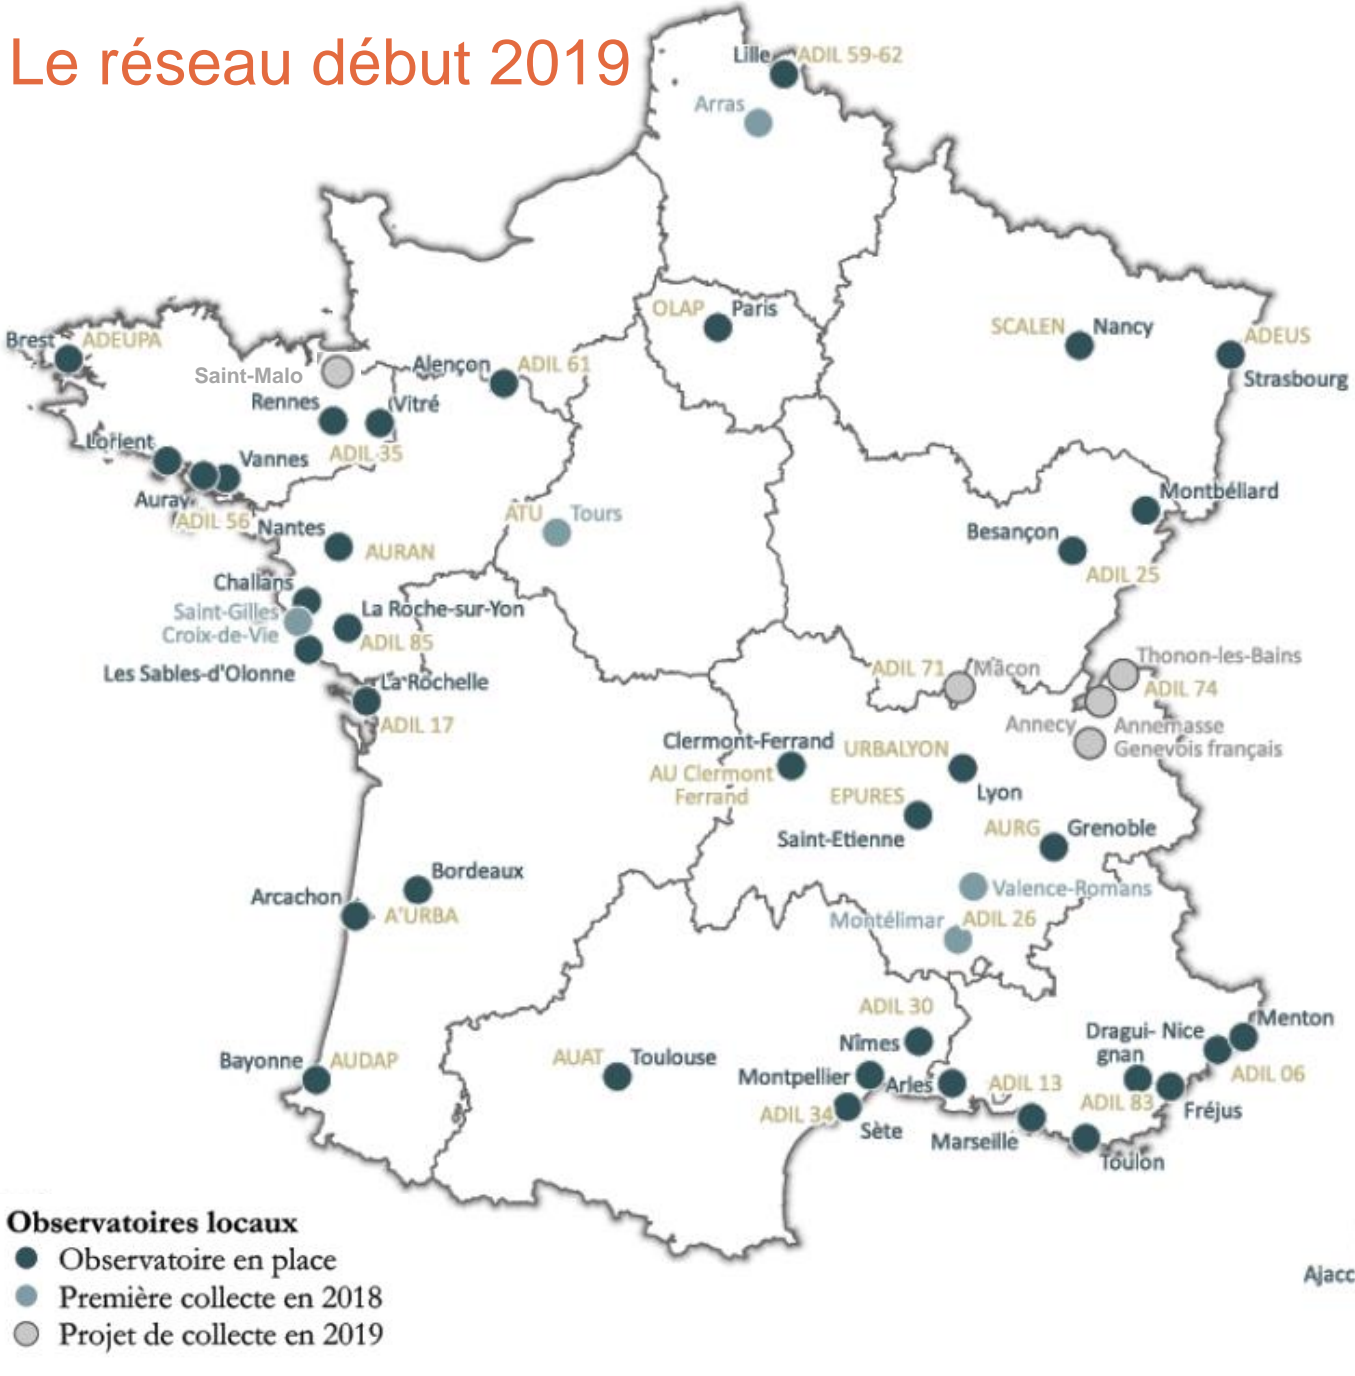 Le réseau début 2019
Lille
ADIL 59-62
Arras
OLAP
Paris
SCALEN
Nancy
ADEUS
Strasbourg
Brest
ADEUPA
Saint-Malo
Alençon
ADIL 61
Rennes
Vitré
ADIL 35
Lorient
Vannes
Auray
ADIL 56
Nantes
AURAN
ATU
Tours
Montbéliard
Besançon
ADIL 25
Challans
Saint-Gilles
Croix-de-Vie
La Roche-sur-Yon
ADIL 85
Les Sables-d'Olonne
La Rochelle
ADIL 17
ADIL 71
Mâcon
Thonon-les-Bains
ADIL 74
Annecy
Annemasse
Genevois français
Clermont-Ferrand
AU Clermont
Ferrand
URBALYON
Lyon
EPURES
Saint-Etienne
AURG
Grenoble
Valence-Romans
Montélimar
ADIL 26
Bordeaux
Arcachon
A'URBA
Bayonne
AUDAP
AUAT
Toulouse
ADIL 30
Nîmes
Montpellier
Arles
ADIL 34
Sète
ADIL 13
Marseille
Dragui-
gnan
Nice
Menton
ADIL 06
ADIL 83
Fréjus
Toulon
Ajacc
Observatoires locaux
Observatoire en place
Première collecte en 2018
Projet de collecte en 2019